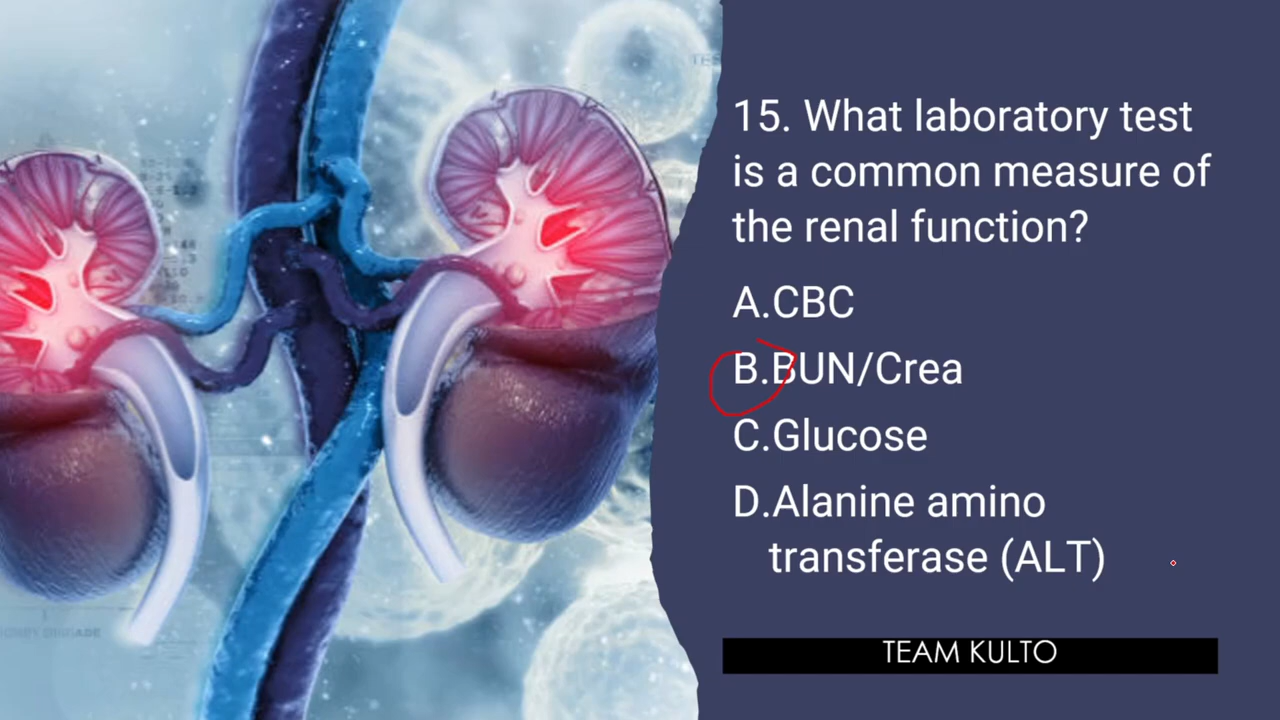 15. What laboratory test
is a common measure of
the renal function?
A.CBC
B.BUN/Crea
C.Glucose
D.Alanine amino
transferase (ALT)
TEAM KULTO